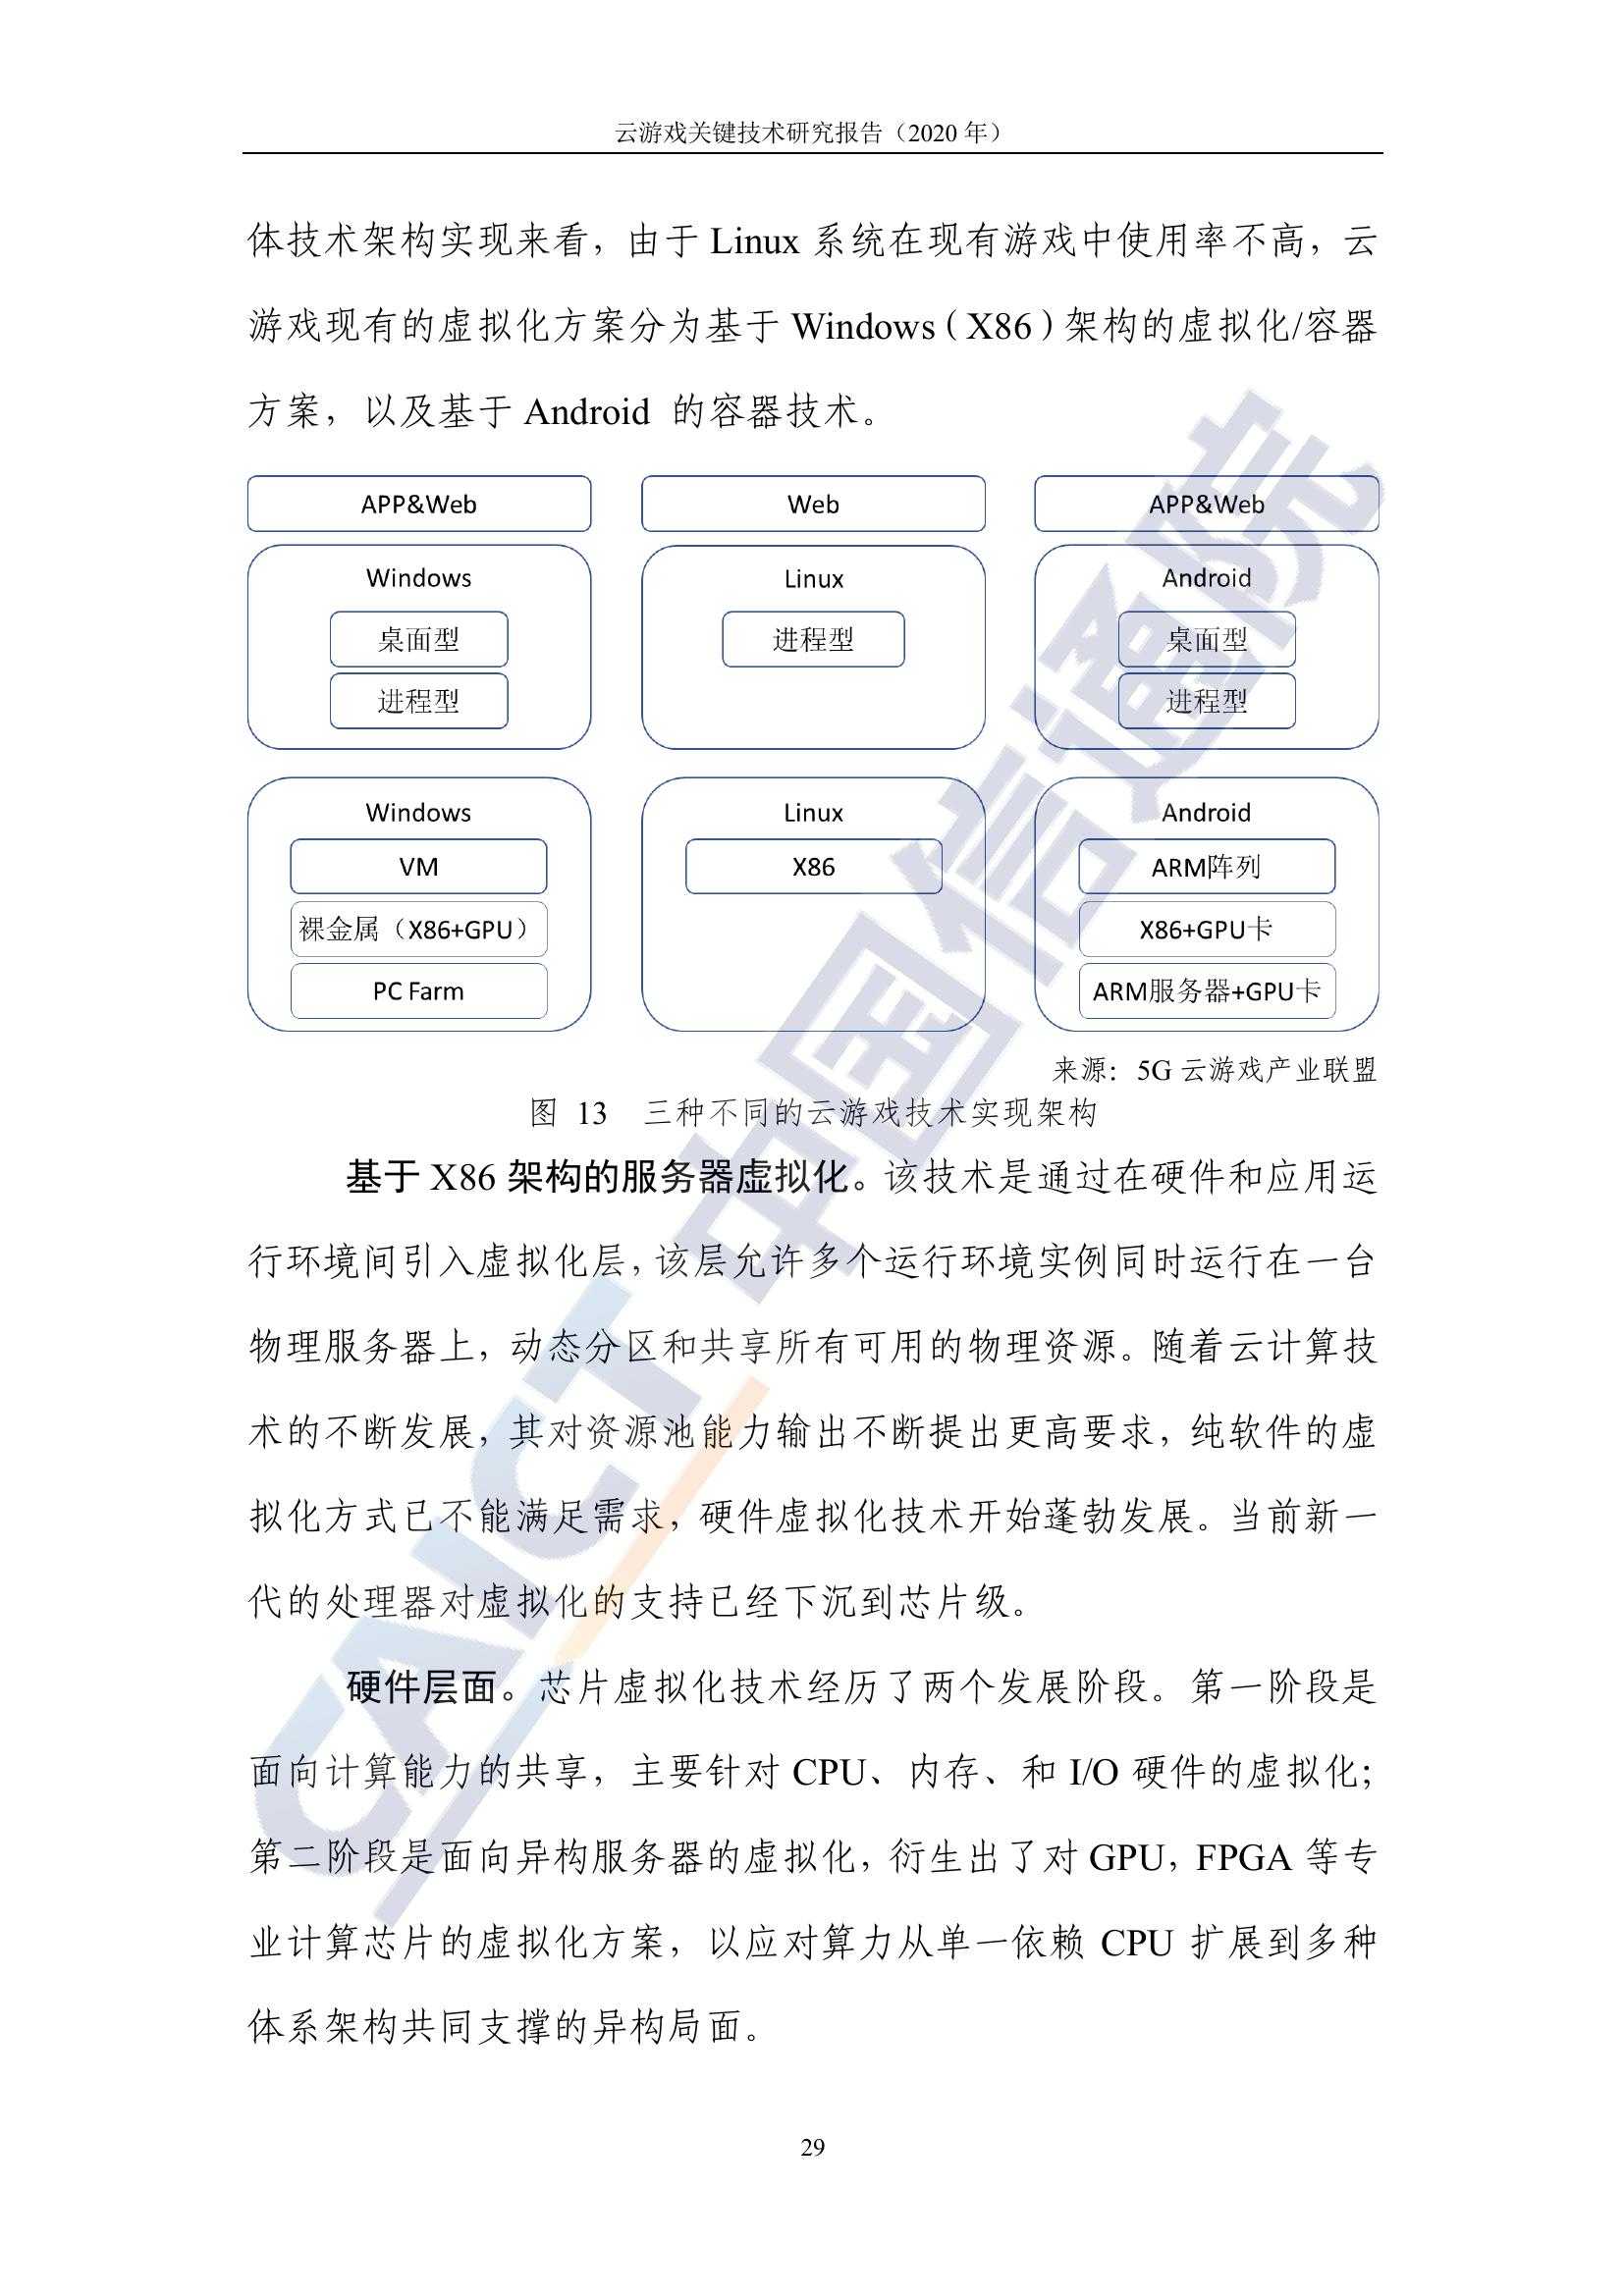 云游戏关键技术研究报告（2020 年）
体技术架构实现来看，由于 Linux 系统在现有游戏中使用率不高，云
游戏现有的虚拟化方案分为基于 Windows（X86）架构的虚拟化/容器
方案，以及基于 Android 的容器技术。
APP&Web
Windows
桌面型
进程型
Windows
VM
裸金属（X86+GPU）
PC Farm
Web
Linux
进程型
Linux
X86
APP&Web
Android
桌面型
进程型
Android
ARM阵列
X86+GPU卡
ARM服务器+GPU卡
来源：5G 云游戏产业联盟
图 13 三种不同的云游戏技术实现架构
基于 X86 架构的服务器虚拟化。该技术是通过在硬件和应用运
行环境间引入虚拟化层，该层允许多个运行环境实例同时运行在一台
物理服务器上，动态分区和共享所有可用的物理资源。随着云计算技
术的不断发展，其对资源池能力输出不断提出更高要求，纯软件的虚
拟化方式已不能满足需求，硬件虚拟化技术开始蓬勃发展。当前新一
代的处理器对虚拟化的支持已经下沉到芯片级。
硬件层面。芯片虚拟化技术经历了两个发展阶段。第一阶段是
面向计算能力的共享，主要针对 CPU、内存、和 I/O 硬件的虚拟化；
第二阶段是面向异构服务器的虚拟化，衍生出了对 GPU，FPGA 等专
业计算芯片的虚拟化方案，以应对算力从单一依赖 CPU 扩展到多种
体系架构共同支撑的异构局面。
29
CAICT 中国信通院